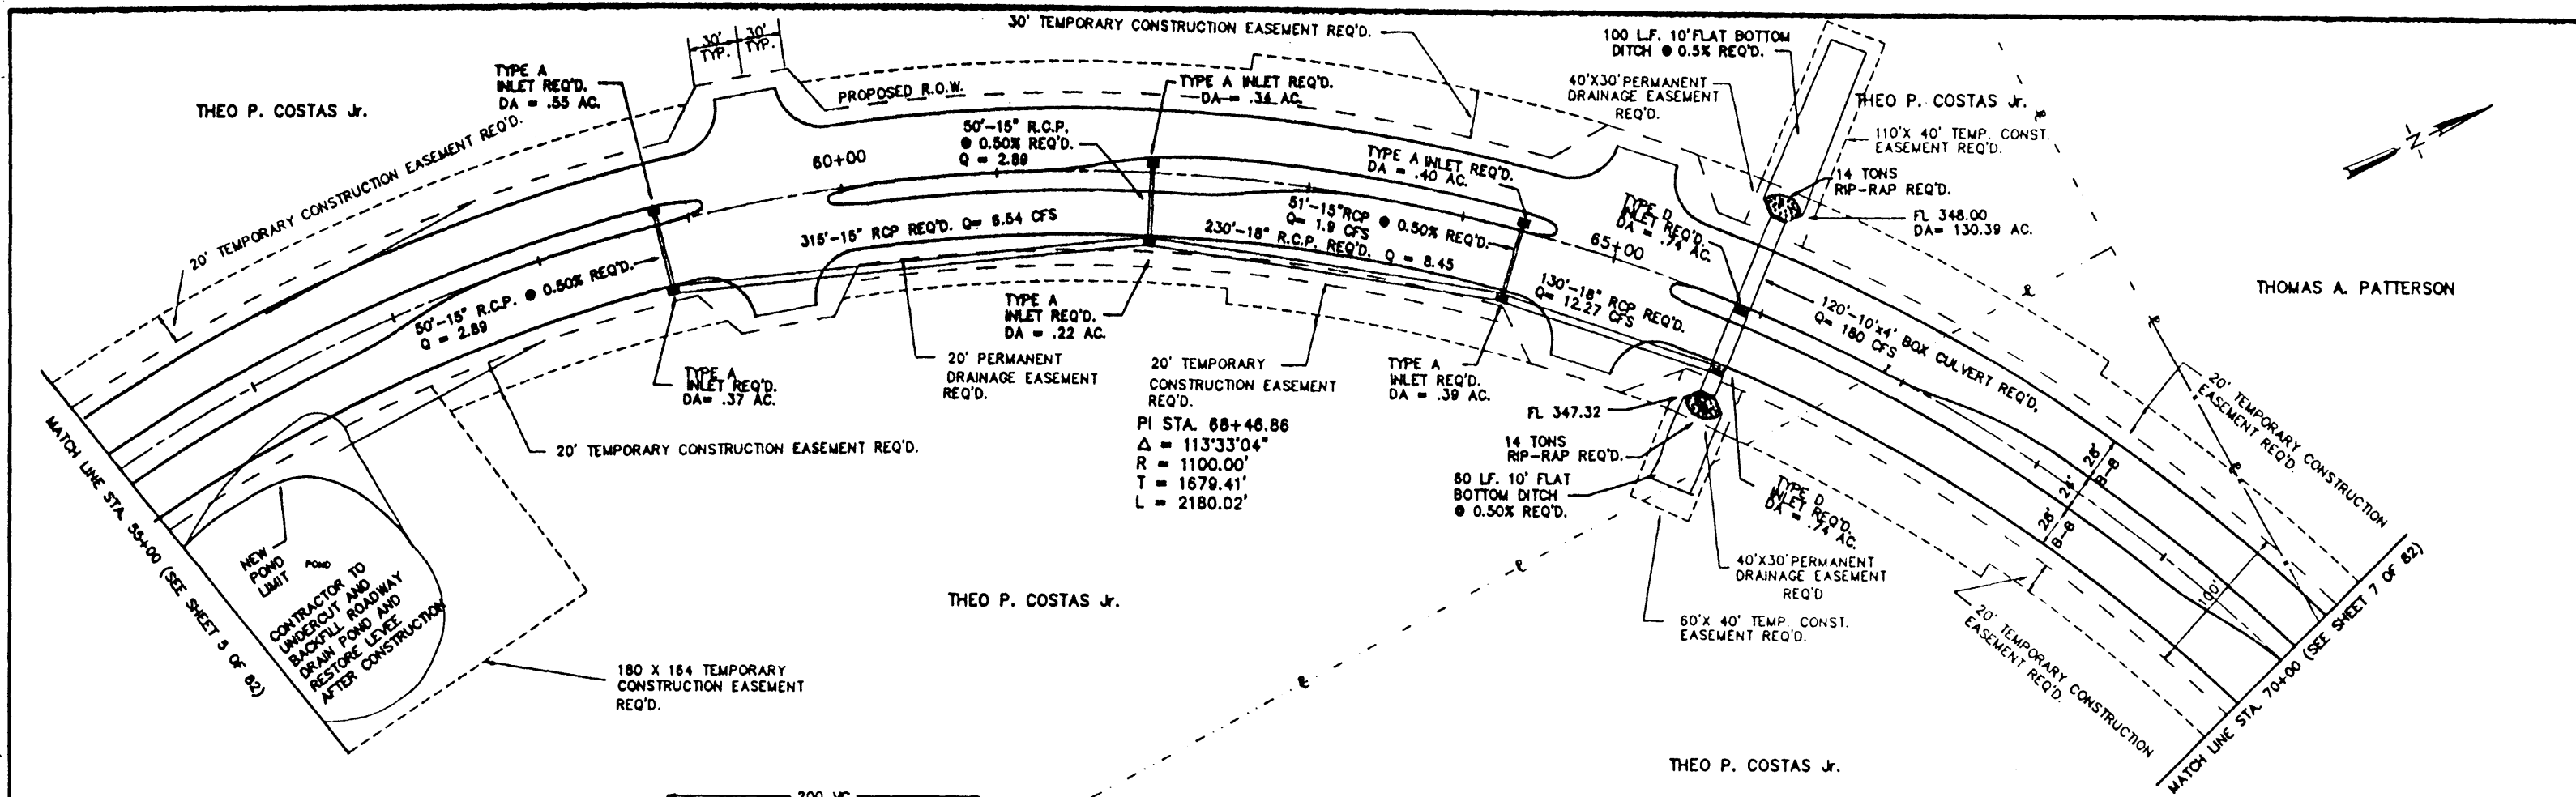 30' TEMPORARY CONSTRUCTION EASEMENT REQ'D.
30'
TYP.
30'
TYP.
100 L.F. 10' FLAT BOTTOM
DITCH @ 0.5% REQ'D.
TYPE A
INLET REQ'D.
DA = .55 AC.
THEO P. COSTAS Jr.
PROPOSED R.O.W.
TYPE A INLET REQ'D.
DA = .34 AC.
40'X30' PERMANENT
DRAINAGE EASEMENT
REQ'D.
THEO P. COSTAS Jr.
110'X 40' TEMP. CONST.
EASEMENT REQ'D.
N
20' TEMPORARY CONSTRUCTION EASEMENT REQ'D.
50'-15" R.C.P.
@ 0.50% REQ'D.
Q = 2.89
60+00
TYPE A INLET REQ'D.
DA = .40 AC.
14 TONS
RIP-RAP REQ'D.
FL 348.00
DA= 130.39 AC.
TYPE D
INLET REQ'D.
DA = .74 AC.
315'-15" RCP REQ'D. Q= 6.54 CFS
51'-15"RCP @ 0.50% REQ'D.
Q= 1.9 CFS
230'-18" R.C.P. REQ'D. Q = 8.45
65+00
THOMAS A. PATTERSON
50'-15" R.C.P. @ 0.50% REQ'D.
Q = 2.89
TYPE A
INLET REQ'D.
DA = .22 AC.
130'-18" RCP REQ'D.
Q= 12.27 CFS
120'-10'x4' BOX CULVERT REQ'D.
Q= 180 CFS
TYPE A
INLET REQ'D.
DA= .37 AC.
20' PERMANENT
DRAINAGE EASEMENT
REQ'D.
20' TEMPORARY
CONSTRUCTION EASEMENT
REQ'D.
TYPE A
INLET REQ'D.
DA = .39 AC.
20' TEMPORARY CONSTRUCTION
EASEMENT REQ'D.
PI STA. 68+46.86
Δ = 113°33'04"
R = 1100.00'
T = 1679.41'
L = 2180.02'
FL 347.32
14 TONS
RIP-RAP REQ'D.
60 LF. 10' FLAT
BOTTOM DITCH
@ 0.50% REQ'D.
20' TEMPORARY CONSTRUCTION EASEMENT REQ'D.
TYPE D
INLET REQ'D.
DA = .74 AC.
28'
B-B
24'
28'
B-B
100'
MATCH LINE STA. 55+00 (SEE SHEET 5 OF 82)
NEW
POND
LIMIT
POND
CONTRACTOR TO
UNDERCUT AND
BACKFILL ROADWAY
DRAIN POND AND
RESTORE LEVEE
AFTER CONSTRUCTION
40'X30' PERMANENT
DRAINAGE EASEMENT
REQ'D
60'X 40' TEMP. CONST.
EASEMENT REQ'D.
20' TEMPORARY CONSTRUCTION
EASEMENT REQ'D.
MATCH LINE STA. 70+00 (SEE SHEET 7 OF 82)
THEO P. COSTAS Jr.
180 X 164 TEMPORARY
CONSTRUCTION EASEMENT
REQ'D.
THEO P. COSTAS Jr.